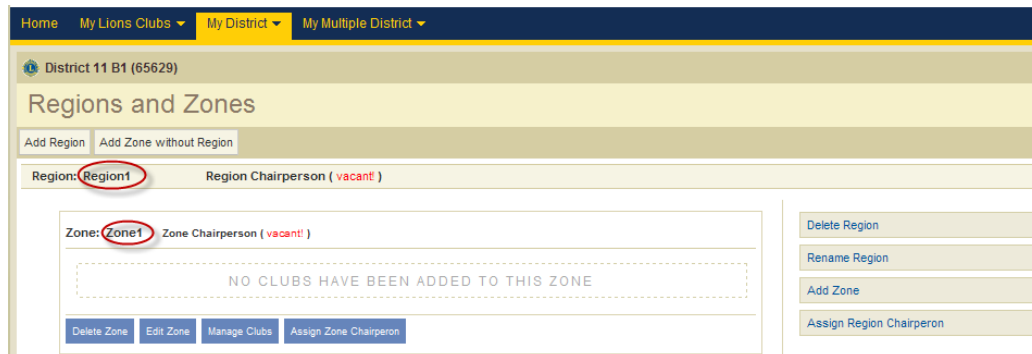 Home My Lions Clubs My District My Multiple District
District 11 B1 (65629)
Regions and Zones
Add Region Add Zone without Region
Region: Region1 Region Chairperson ( vacant! )
Zone: Zone1 Zone Chairperson ( vacant! )
NO CLUBS HAVE BEEN ADDED TO THIS ZONE
Delete Zone Edit Zone Manage Clubs Assign Zone Chairperon
Delete Region
Rename Region
Add Zone
Assign Region Chairperon